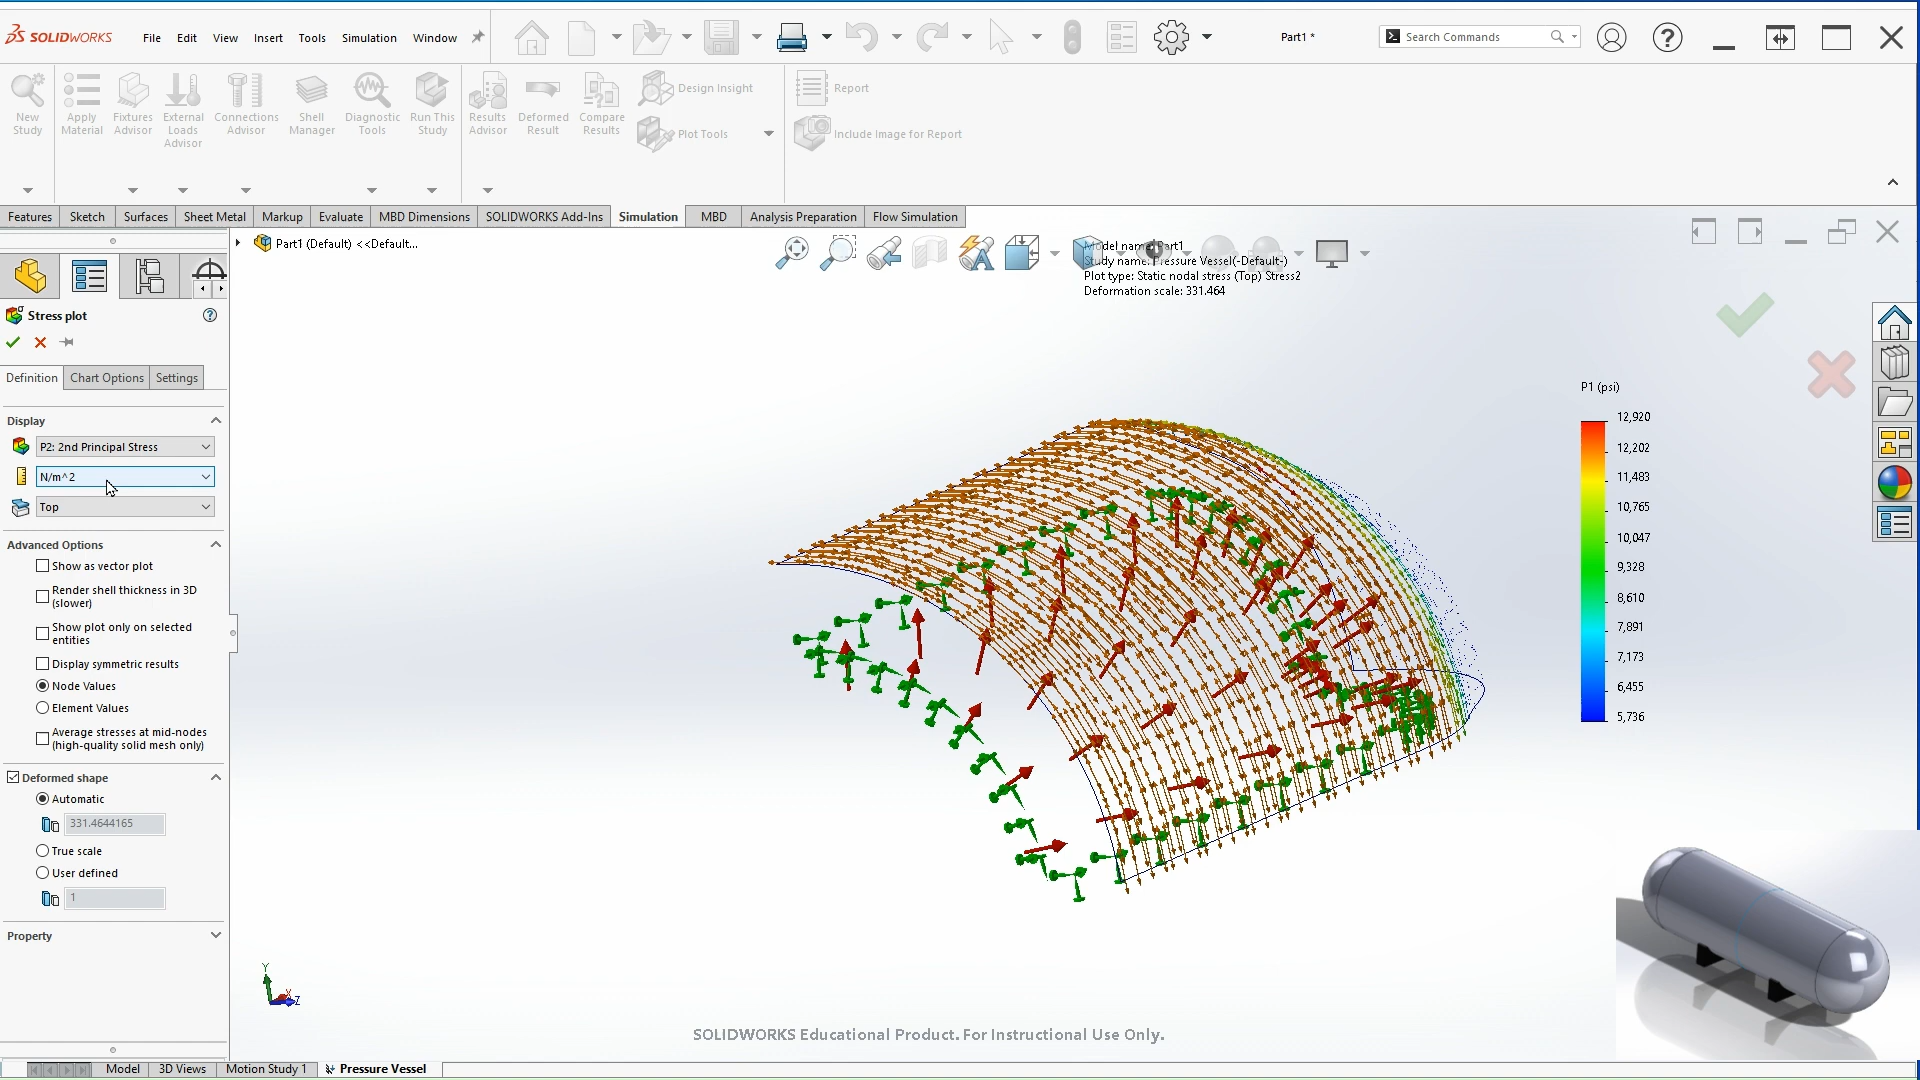 SOLIDWORKS
File Edit View Insert Tools Simulation Window
Part1 *
Search Commands
New Study
Apply Material
Fixtures Advisor
External Loads Advisor
Connections Advisor
Shell Manager
Diagnostic Tools
Run This Study
Results Advisor
Deformed Result
Compare Results
Design Insight
Plot Tools
Report
Include Image for Report
Features Sketch Surfaces Sheet Metal Markup Evaluate MBD Dimensions SOLIDWORKS Add-Ins Simulation MBD Analysis Preparation Flow Simulation
Part1 (Default) <<Default...
Model name: Part1
Study name: Pressure Vessel(-Default-)
Plot type: Static nodal stress (Top) Stress2
Deformation scale: 331.464
Stress plot
Definition Chart Options Settings
Display
P2: 2nd Principal Stress
N/m^2
Top
Advanced Options
Show as vector plot
Render shell thickness in 3D
(slower)
Show plot only on selected
entities
Display symmetric results
Node Values
Element Values
Average stresses at mid-nodes
(high-quality solid mesh only)
Deformed shape
Automatic
331.4644165
True scale
User defined
1
Property
P1 (psi)
12,920
12,202
11,483
10,765
10,047
9,328
8,610
7,891
7,173
6,455
5,736
Y
X
Z
SOLIDWORKS Educational Product. For Instructional Use Only.
Model 3D Views Motion Study 1 Pressure Vessel